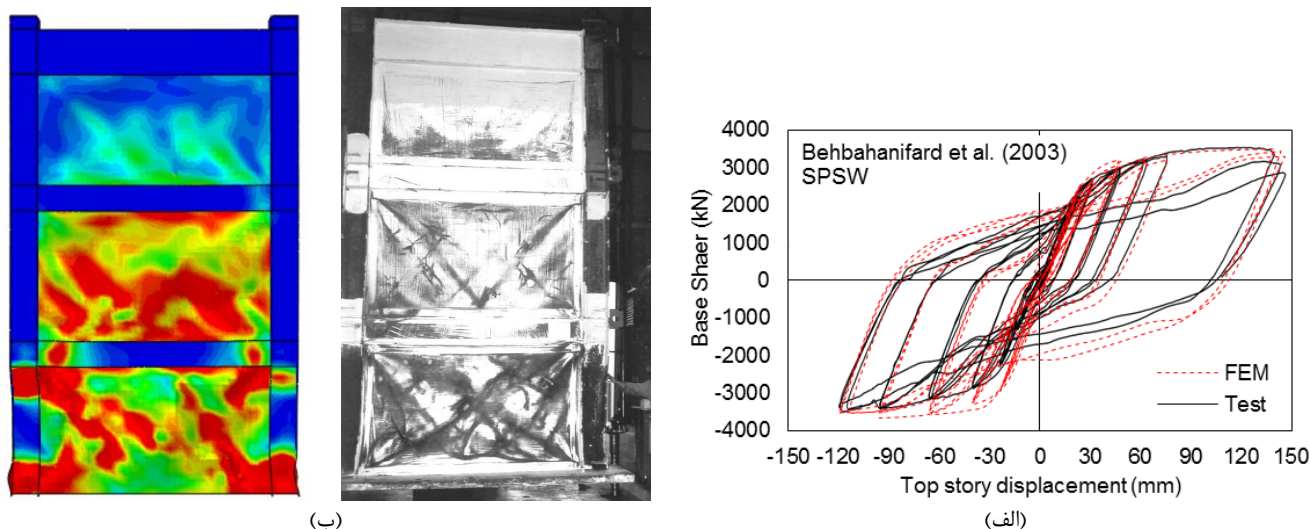 4000
3000
2000
1000
0
-1000
-2000
-3000
-4000
Base Shaer (kN)
Behbahanifard et al. (2003)
SPSW
FEM
Test
-150 -120 -90 -60 -30 0 30 60 90 120 150
Top story displacement (mm)
(الف)
(ب)